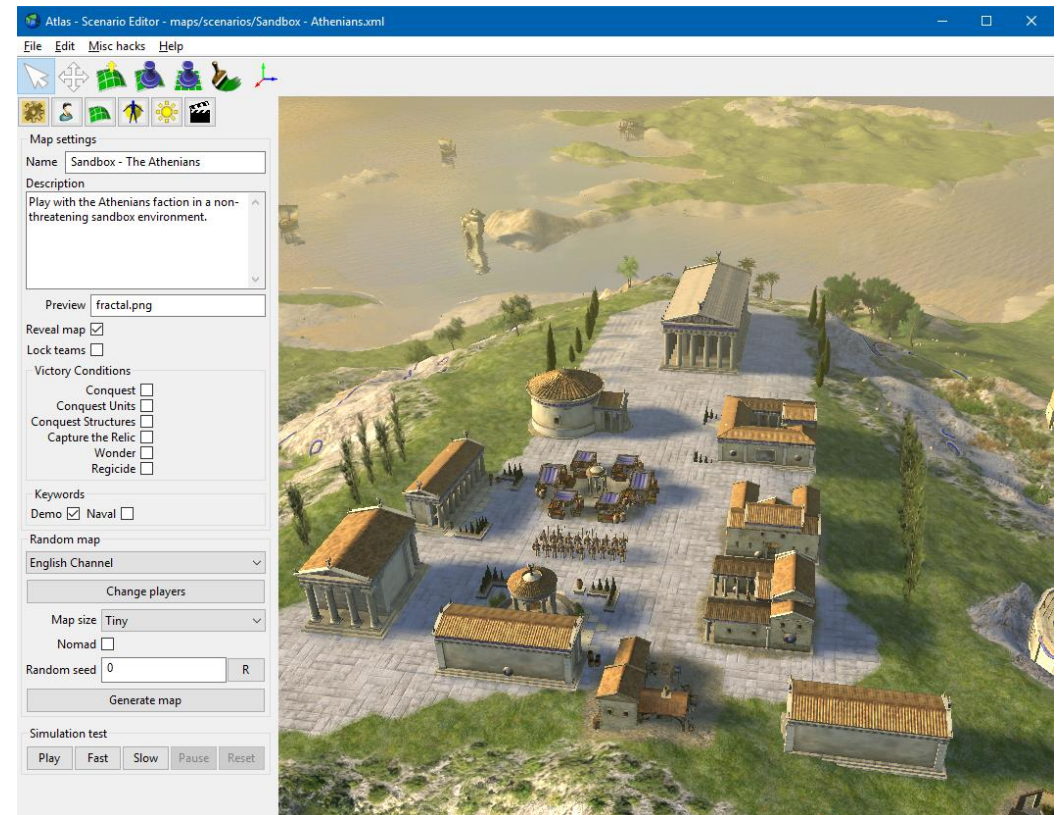 Atlas - Scenario Editor - maps/scenarios/Sandbox - Athenians.xml
File Edit Misc hacks Help
Map settings
Name Sandbox - The Athenians
Description
Play with the Athenians faction in a non-
threatening sandbox environment.
Preview fractal.png
Reveal map
Lock teams
Victory Conditions
Conquest
Conquest Units
Conquest Structures
Capture the Relic
Wonder
Regicide
Keywords
Demo Naval
Random map
English Channel
Change players
Map size Tiny
Nomad
Random seed 0 R
Generate map
Simulation test
Play Fast Slow Pause Reset